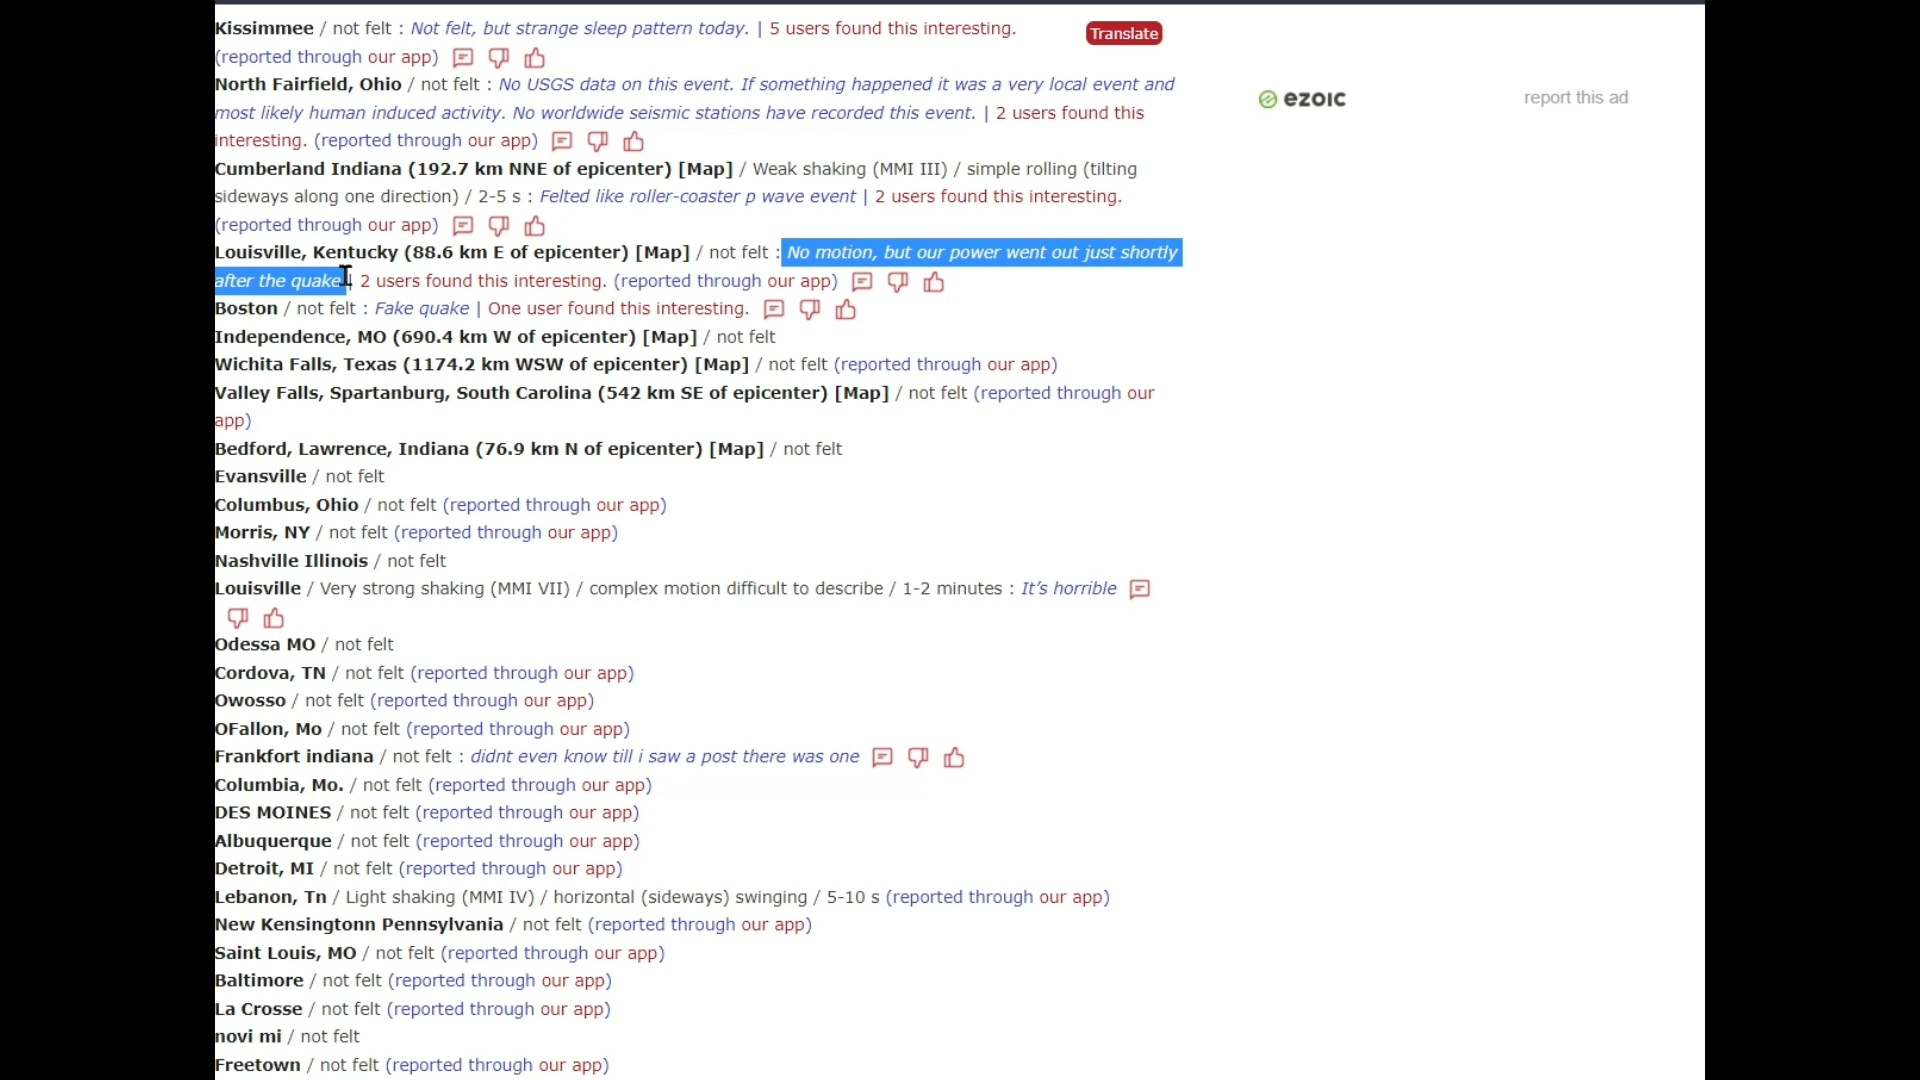 Kissimmee / not felt : Not felt, but strange sleep pattern today. | 5 users found this interesting.
Translate
(reported through our app)
North Fairfield, Ohio / not felt : No USGS data on this event. If something happened it was a very local event and
most likely human induced activity. No worldwide seismic stations have recorded this event. | 2 users found this
interesting. (reported through our app)
ezoic
report this ad
Cumberland Indiana (192.7 km NNE of epicenter) [Map] / Weak shaking (MMI III) / simple rolling (tilting
sideways along one direction) / 2-5 s : Felted like roller-coaster p wave event | 2 users found this interesting.
(reported through our app)
Louisville, Kentucky (88.6 km E of epicenter) [Map] / not felt : No motion, but our power went out just shortly
after the quake | 2 users found this interesting. (reported through our app)
Boston / not felt : Fake quake | One user found this interesting.
Independence, MO (690.4 km W of epicenter) [Map] / not felt
Wichita Falls, Texas (1174.2 km WSW of epicenter) [Map] / not felt (reported through our app)
Valley Falls, Spartanburg, South Carolina (542 km SE of epicenter) [Map] / not felt (reported through our
app)
Bedford, Lawrence, Indiana (76.9 km N of epicenter) [Map] / not felt
Evansville / not felt
Columbus, Ohio / not felt (reported through our app)
Morris, NY / not felt (reported through our app)
Nashville Illinois / not felt
Louisville / Very strong shaking (MMI VII) / complex motion difficult to describe / 1-2 minutes : It’s horrible
Odessa MO / not felt
Cordova, TN / not felt (reported through our app)
Owosso / not felt (reported through our app)
OFallon, Mo / not felt (reported through our app)
Frankfort indiana / not felt : didnt even know till i saw a post there was one
Columbia, Mo. / not felt (reported through our app)
DES MOINES / not felt (reported through our app)
Albuquerque / not felt (reported through our app)
Detroit, MI / not felt (reported through our app)
Lebanon, Tn / Light shaking (MMI IV) / horizontal (sideways) swinging / 5-10 s (reported through our app)
New Kensingtonn Pennsylvania / not felt (reported through our app)
Saint Louis, MO / not felt (reported through our app)
Baltimore / not felt (reported through our app)
La Crosse / not felt (reported through our app)
novi mi / not felt
Freetown / not felt (reported through our app)